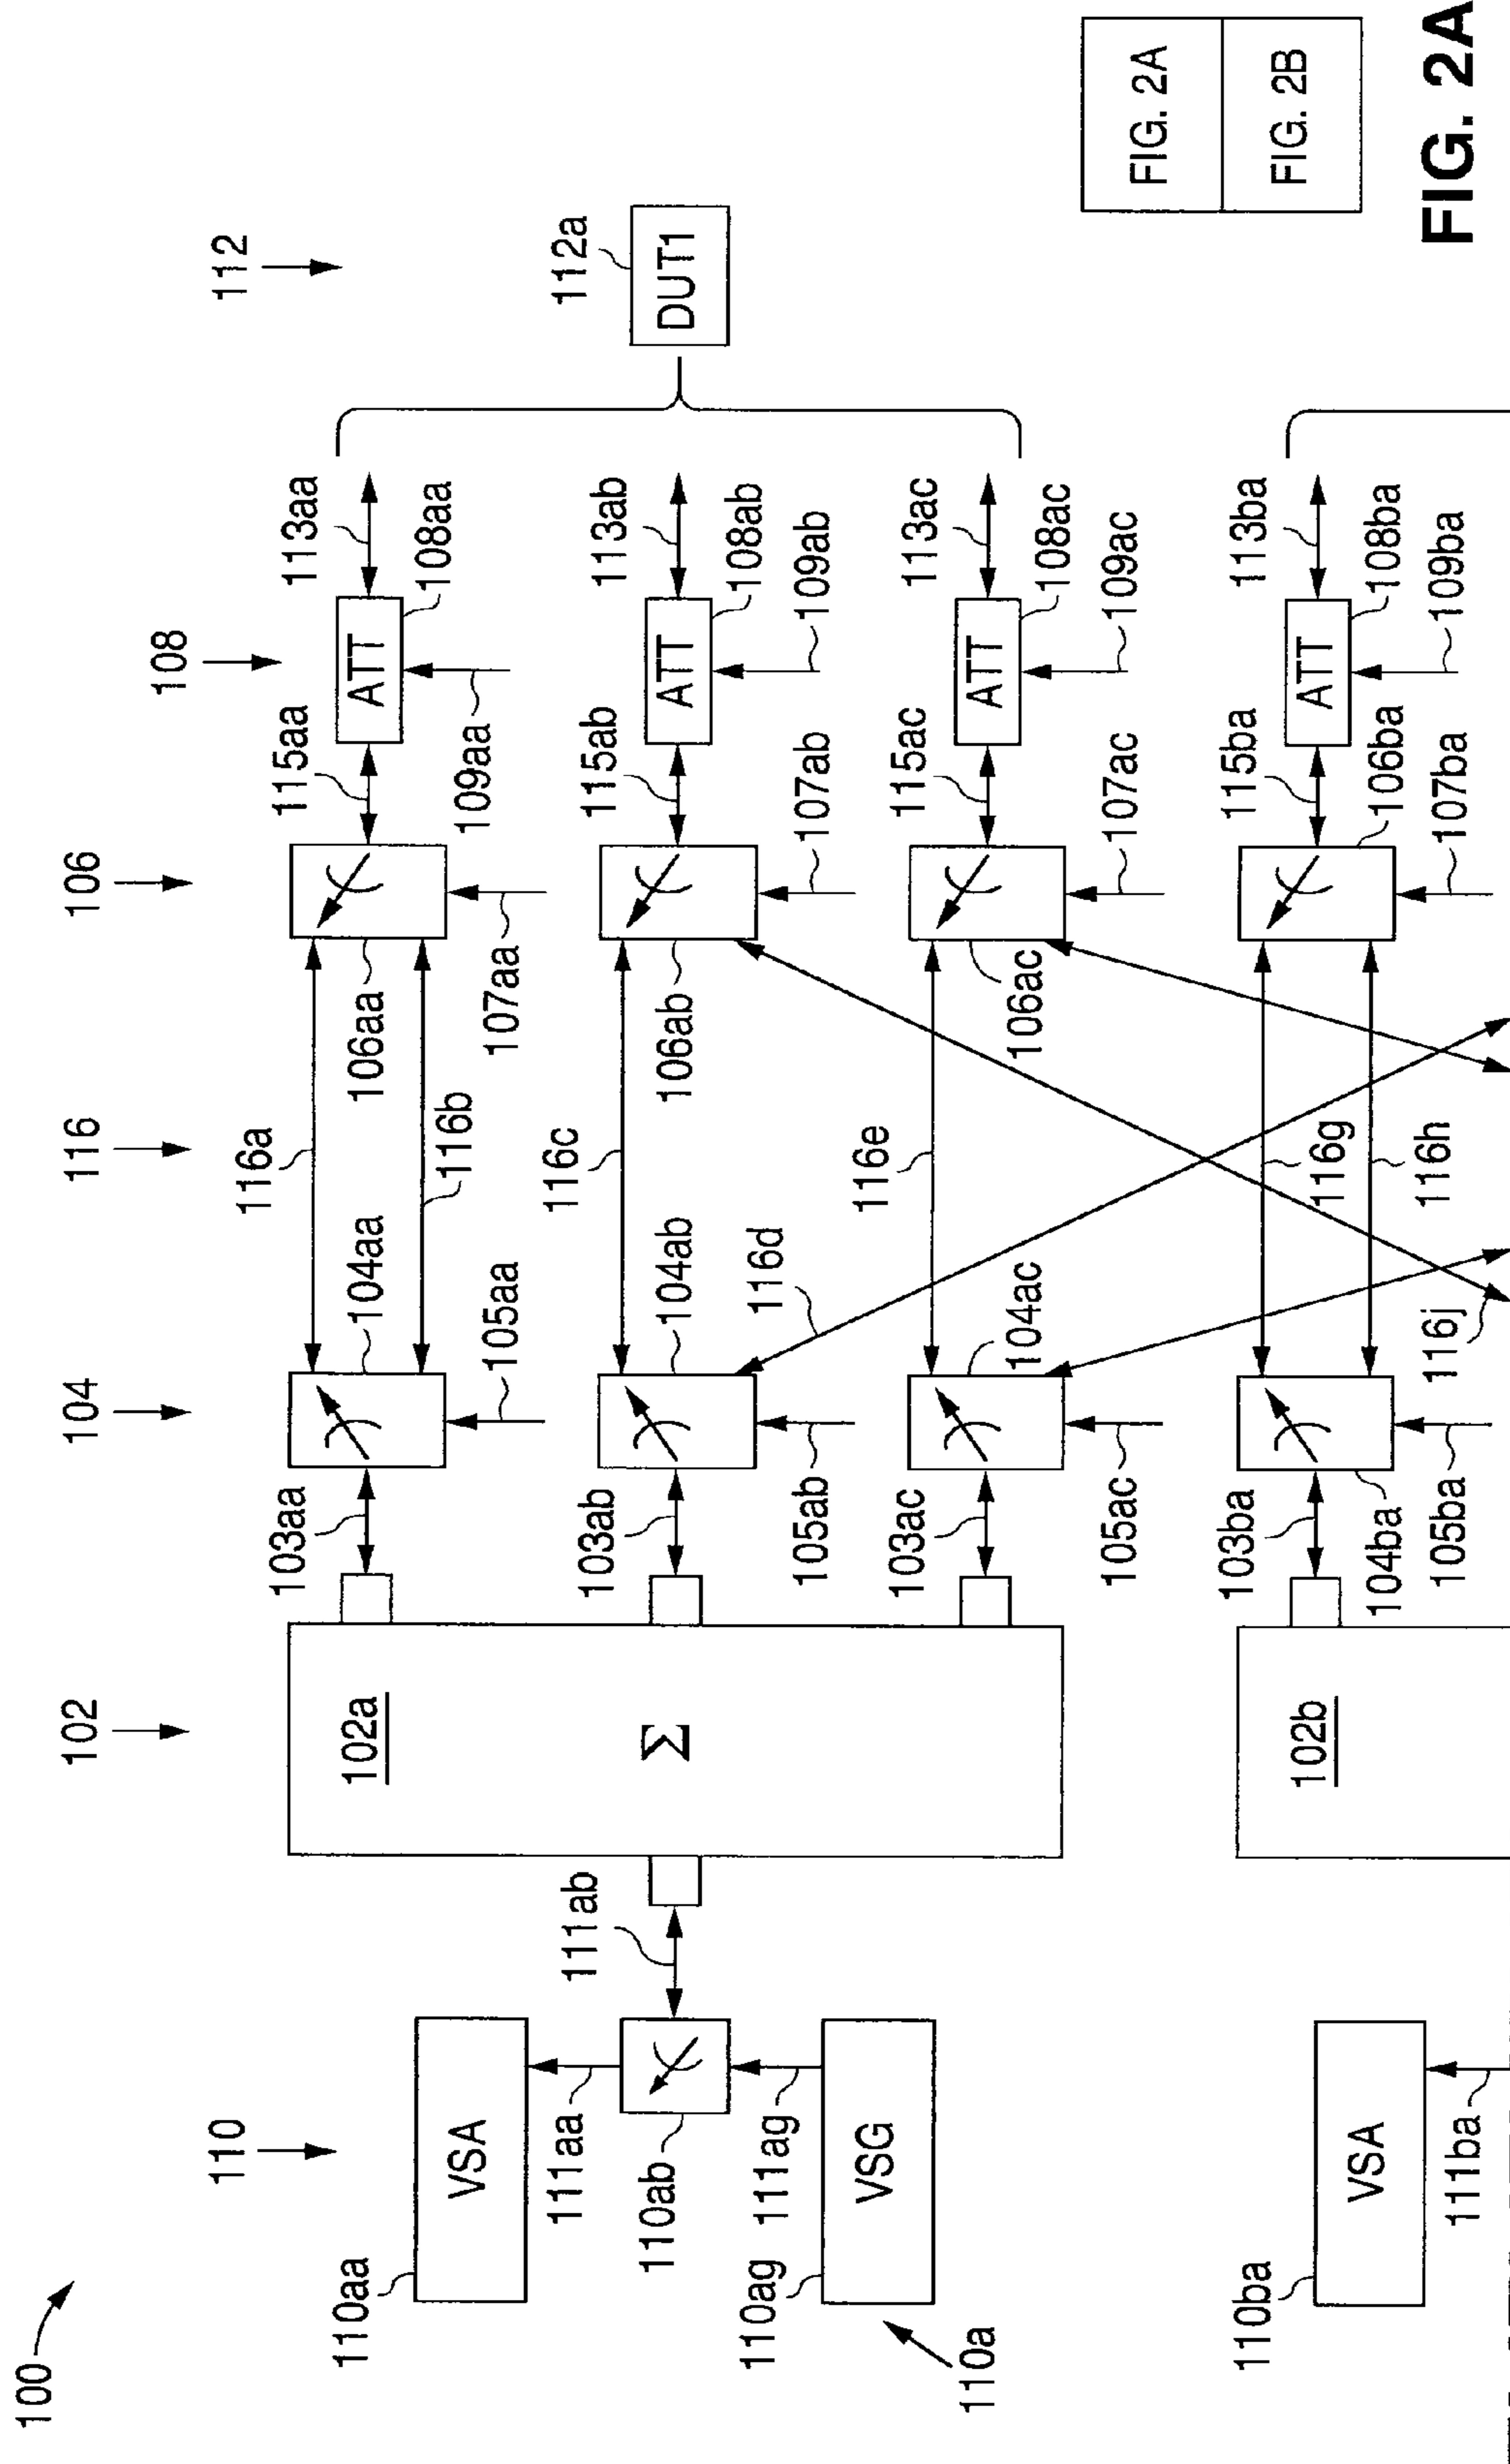 100
110
102
104
116
106
108
112
110aa
VSA
111aa
110ab
111ag
110ag
VSG
110a
111ab
102a
Σ
103aa
104aa
105aa
116a
116b
106aa
107aa
115aa
ATT
108aa
109aa
113aa
103ab
104ab
105ab
116c
116d
106ab
107ab
115ab
ATT
108ab
109ab
113ab
112a
DUT1
103ac
104ac
105ac
116e
106ac
107ac
115ac
ATT
108ac
109ac
113ac
110ba
VSA
111ba
102b
103ba
104ba
105ba
116g
116h
116j
106ba
107ba
115ba
ATT
108ba
109ba
113ba
FIG. 2A
FIG. 2B
FIG. 2A